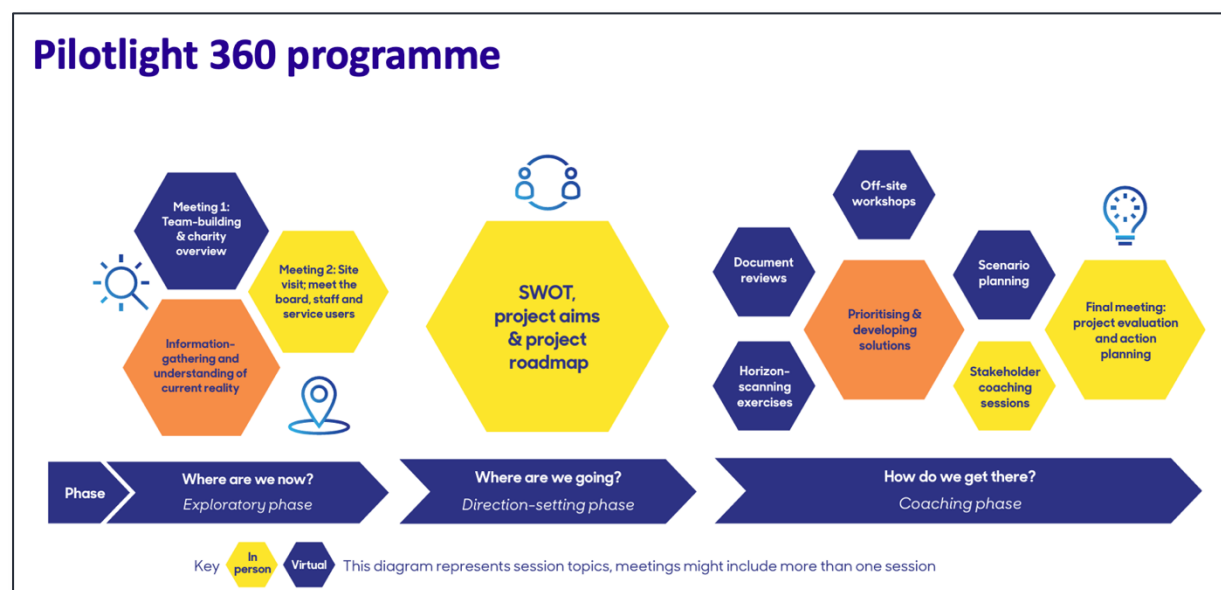 Pilotlight 360 programme
Meeting 1:
Team-building
& charity
overview
Meeting 2: Site
visit; meet the
board, staff and
service users
Information-
gathering and
understanding of
current reality
SWOT,
project aims
& project
roadmap
Off-site
workshops
Document
reviews
Horizon-
scanning
exercises
Prioritising &
developing
solutions
Scenario
planning
Stakeholder
coaching
sessions
Final meeting:
project evaluation
and action
planning
Phase
Where are we now?
Exploratory phase
Where are we going?
Direction-setting phase
How do we get there?
Coaching phase
Key
In
person
Virtual
This diagram represents session topics, meetings might include more than one session